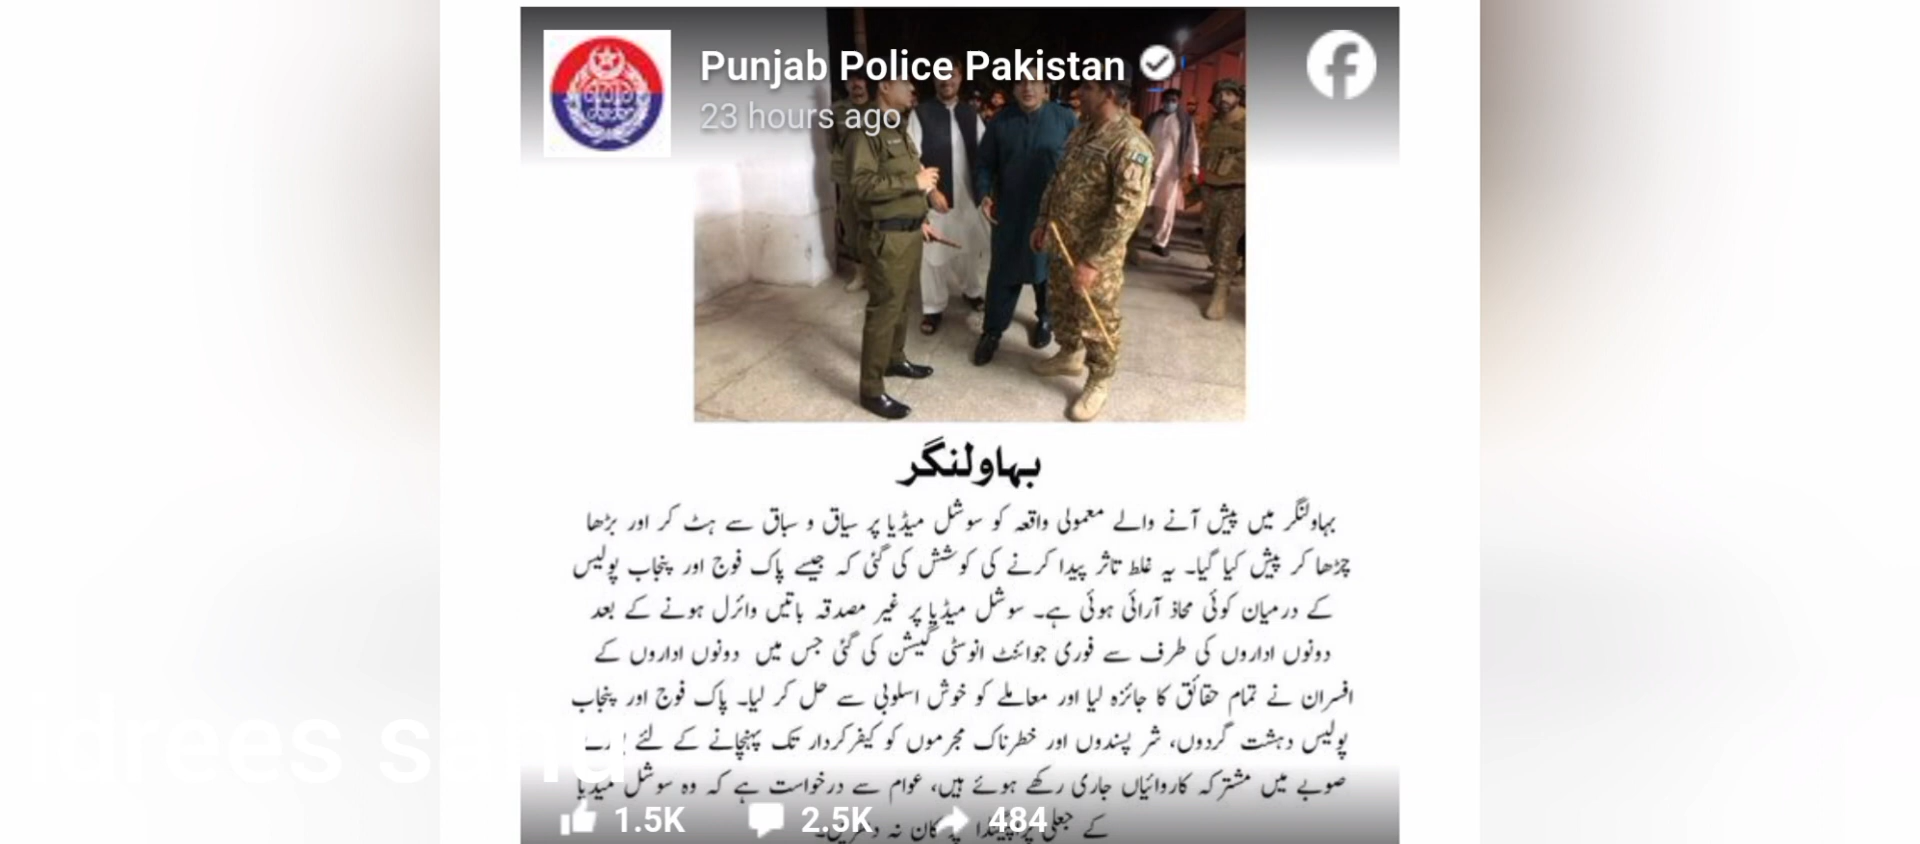 Punjab Police Pakistan
23 hours ago
بہاولنگر
بہاولنگر میں پیش آنے والے معمولی واقعہ کو سوشل میڈیا پر سیاق و سباق سے ہٹ کر اور بڑھا
چڑھا کر پیش کیا گیا۔ یہ غلط تاثر پیدا کرنے کی کوشش کی گئی کہ جیسے پاک فوج اور پنجاب پولیس
کے درمیان کوئی محاذ آرائی ہوئی ہے۔ سوشل میڈیا پر غیر مصدقہ باتیں وائرل ہونے کے بعد
دونوں اداروں کی طرف سے فوری جوائنٹ انوسٹی گیشن کی گئی جس میں دونوں اداروں کے
افسران نے تمام حقائق کا جائزہ لیا اور معاملے کو خوش اسلوبی سے حل کر لیا۔ پاک فوج اور پنجاب
پولیس دہشت گردوں، شر پسندوں اور خطرناک مجرموں کو کیفرکردار تک پہنچانے کے لئے
صوبے میں مشترکہ کاروائیاں جاری رکھے ہوئے ہیں، عوام سے درخواست ہے کہ وہ سوشل میڈیا
کے جعلی کان نہ
1.5K 2.5K 484
idrees